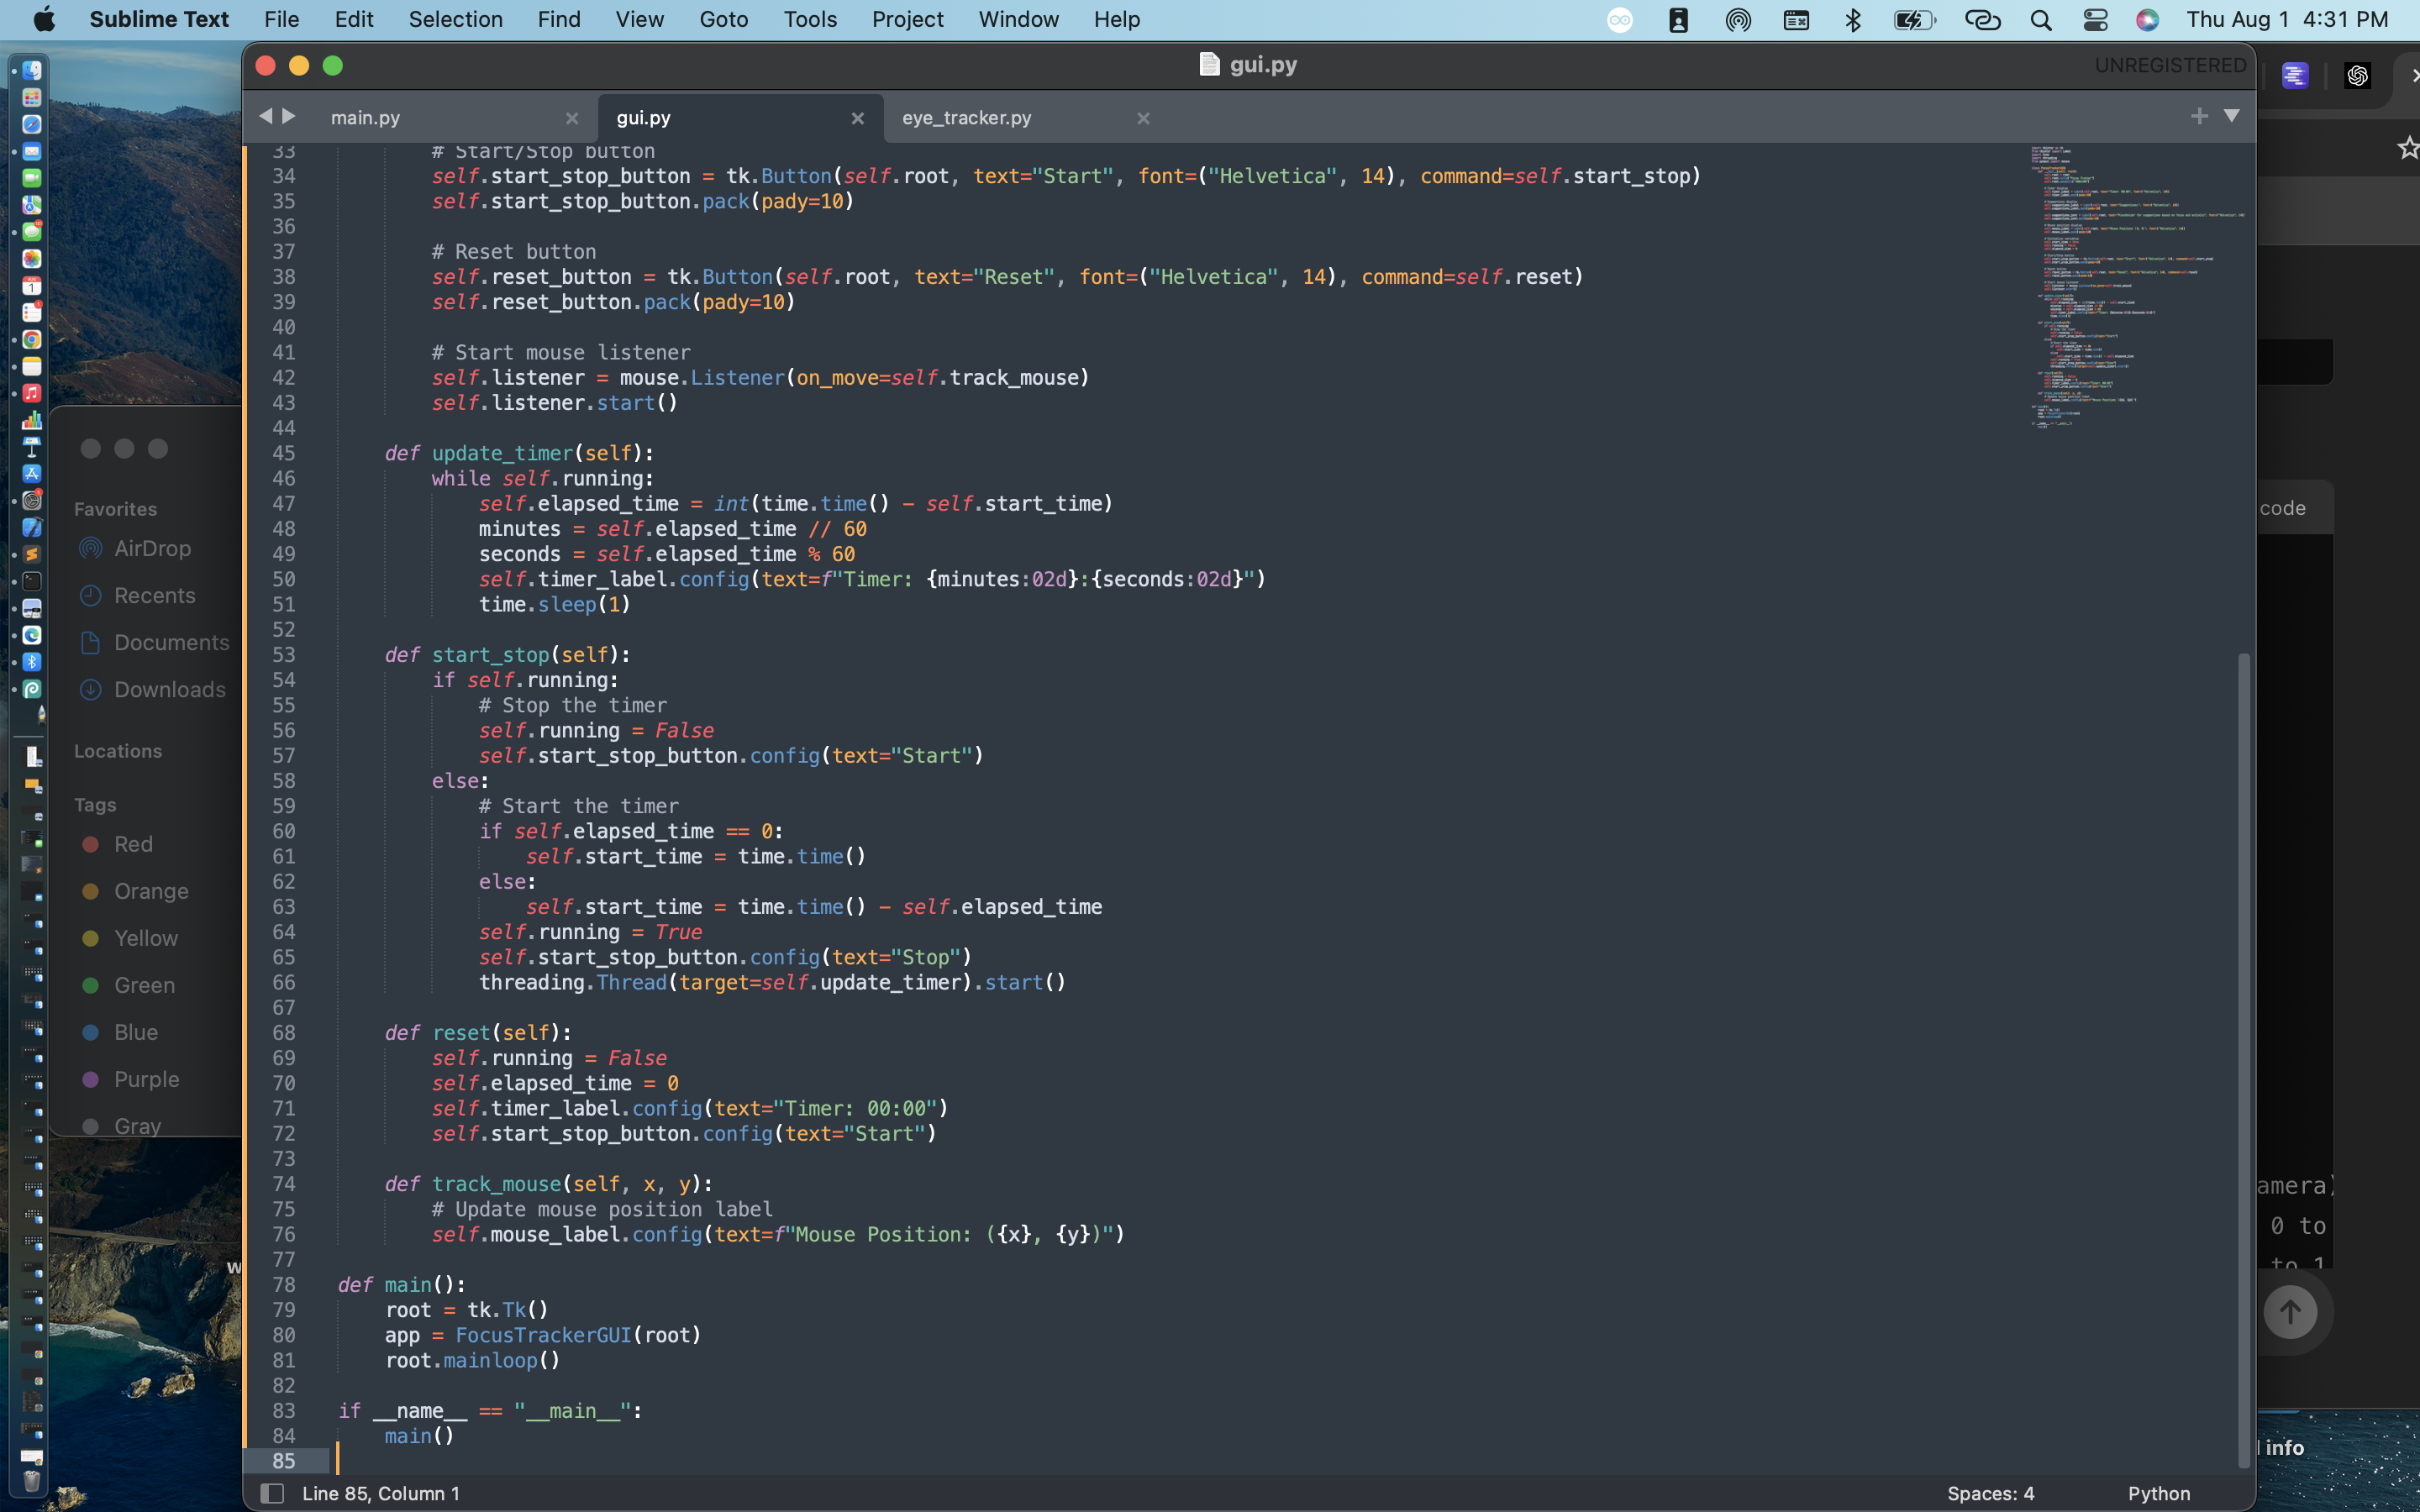 Sublime Text File Edit Selection Find View Goto Tools Project Window Help Thu Aug 1 4:31 PM
gui.py UNREGISTERED
main.py gui.py eye_tracker.py
33 # Start/Stop button
34 self.start_stop_button = tk.Button(self.root, text="Start", font=("Helvetica", 14), command=self.start_stop)
35 self.start_stop_button.pack(pady=10)
36
37 # Reset button
38 self.reset_button = tk.Button(self.root, text="Reset", font=("Helvetica", 14), command=self.reset)
39 self.reset_button.pack(pady=10)
40
41 # Start mouse listener
42 self.listener = mouse.Listener(on_move=self.track_mouse)
43 self.listener.start()
44
45 def update_timer(self):
46 while self.running:
47 self.elapsed_time = int(time.time() - self.start_time)
48 minutes = self.elapsed_time // 60
49 seconds = self.elapsed_time % 60
50 self.timer_label.config(text=f"Timer: {minutes:02d}:{seconds:02d}")
51 time.sleep(1)
52
53 def start_stop(self):
54 if self.running:
55 # Stop the timer
56 self.running = False
57 self.start_stop_button.config(text="Start")
58 else:
59 # Start the timer
60 if self.elapsed_time == 0:
61 self.start_time = time.time()
62 else:
63 self.start_time = time.time() - self.elapsed_time
64 self.running = True
65 self.start_stop_button.config(text="Stop")
66 threading.Thread(target=self.update_timer).start()
67
68 def reset(self):
69 self.running = False
70 self.elapsed_time = 0
71 self.timer_label.config(text="Timer: 00:00")
72 self.start_stop_button.config(text="Start")
73
74 def track_mouse(self, x, y):
75 # Update mouse position label
76 self.mouse_label.config(text=f"Mouse Position: ({x}, {y})")
77
78 def main():
79 root = tk.Tk()
80 app = FocusTrackerGUI(root)
81 root.mainloop()
82
83 if __name__ == "__main__":
84 main()
85
Line 85, Column 1 Spaces: 4 Python
Favorites
AirDrop
Recents
Documents
Downloads
Locations
Tags
Red
Orange
Yellow
Green
Blue
Purple
Gray
w
code
amera)
0 to
to 1
info